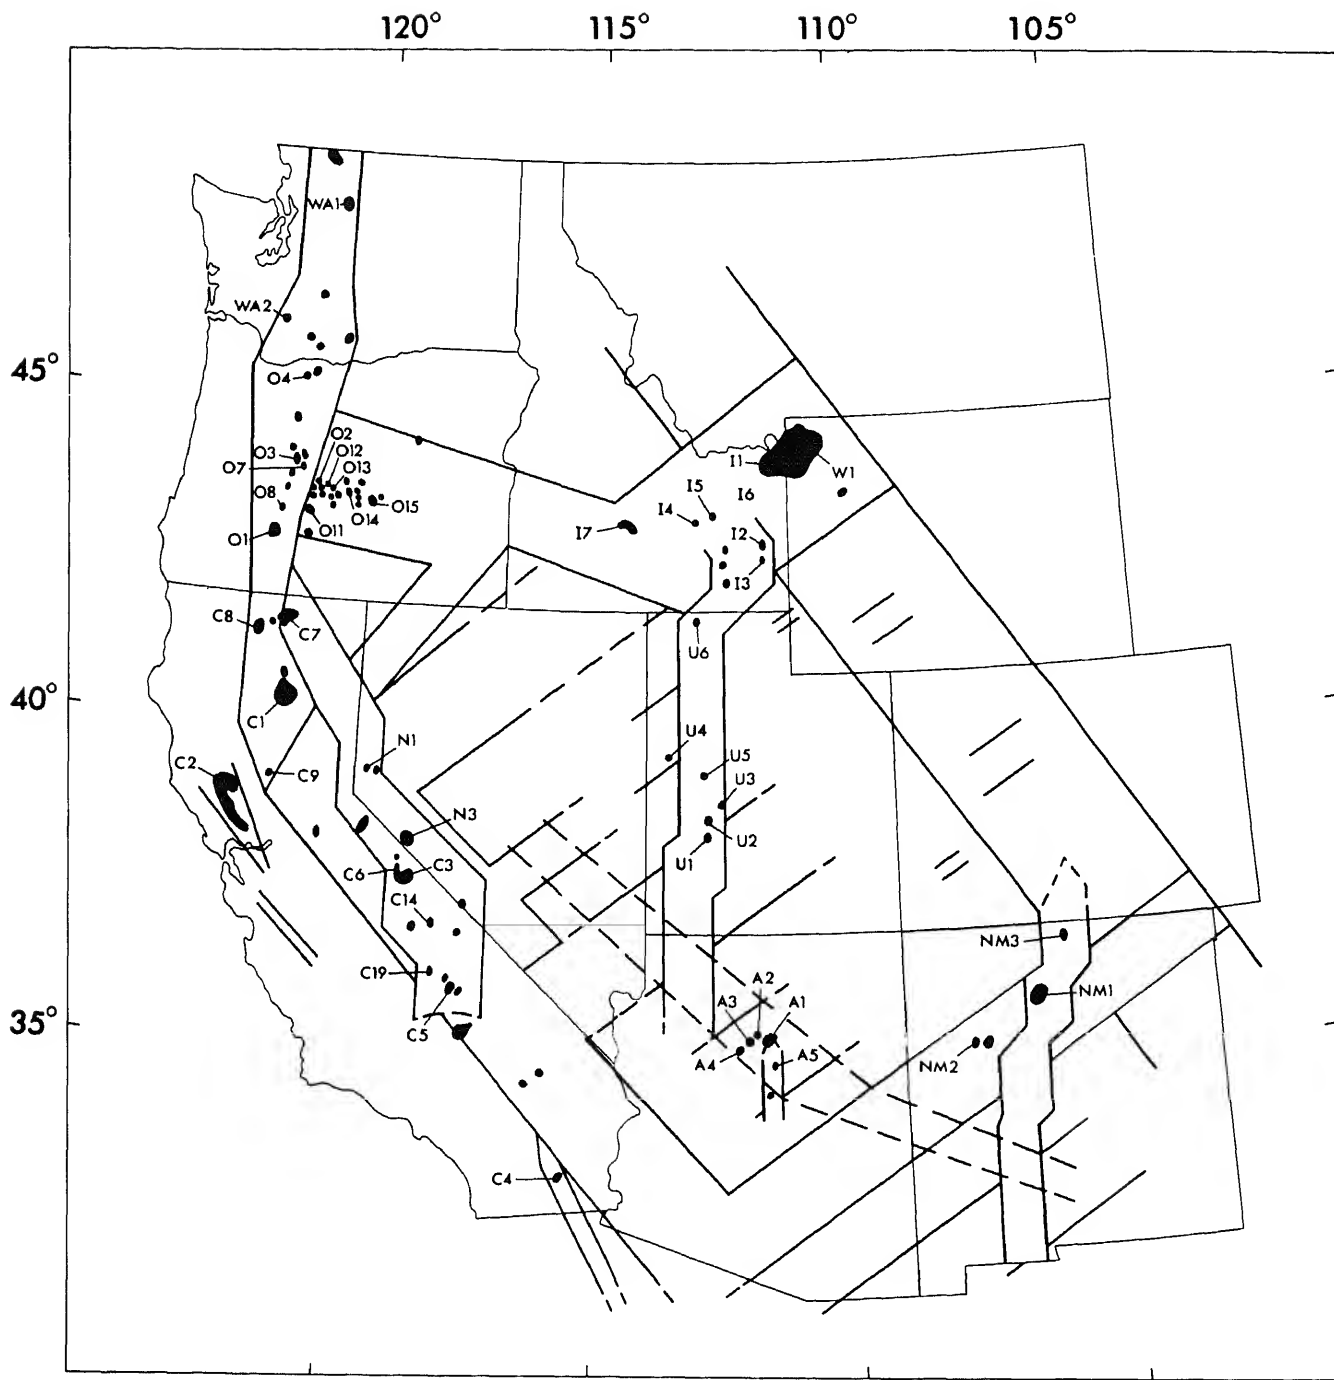 120° 115° 110° 105°
WA1
WA2
45°
O4
O2
O3 O12
O7 O13
I1 W1
I5 I6
O8 O15
I4
O14
O1 O11 I7 I2
I3
C8 C7
U6
40°
C1
N1 U4
C2 C9 U5
U3
N3
U2
C6 C3 U1
C14
NM3
C19 A2
A3 A1 NM1
35°
C5
A4 A5 NM2
C4